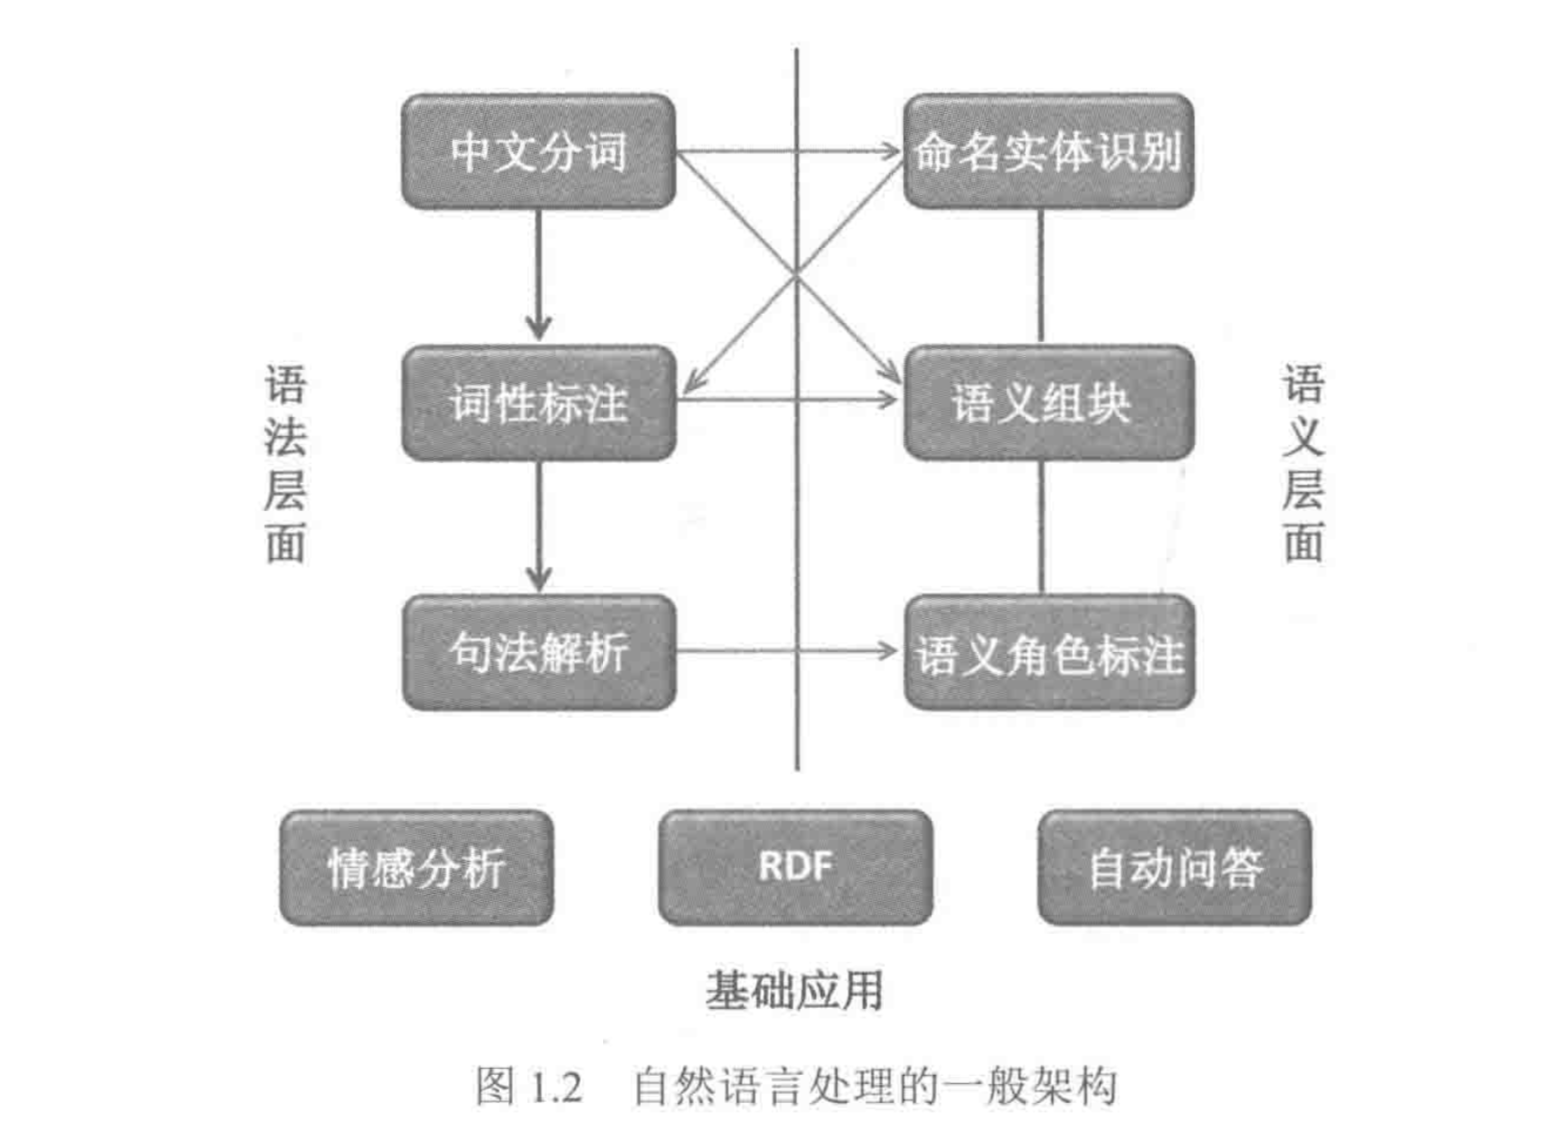 中文分词
命名实体识别
语法层面
词性标注
语义组块
语义层面
句法解析
语义角色标注
情感分析
RDF
自动问答
基础应用
图 1.2 自然语言处理的一般架构